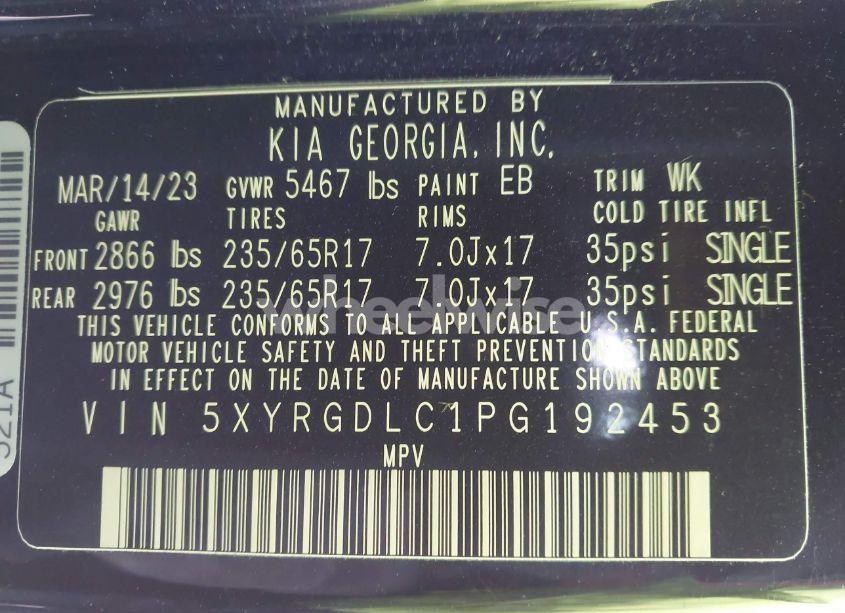 MANUFACTURED BY
KIA GEORGIA, INC.
MAR/14/23 GVWR 5467 lbs PAINT EB TRIM WK
GAWR TIRES RIMS COLD TIRE INFL
FRONT 2866 lbs 235/65R17 7.0Jx17 35psi SINGLE
REAR 2976 lbs 235/65R17 7.0Jx17 35psi SINGLE
wheelwise
THIS VEHICLE CONFORMS TO ALL APPLICABLE U.S.A. FEDERAL
MOTOR VEHICLE SAFETY AND THEFT PREVENTION STANDARDS
IN EFFECT ON THE DATE OF MANUFACTURE SHOWN ABOVE
VIN 5XYRGDLC1PG192453
MPV
521A